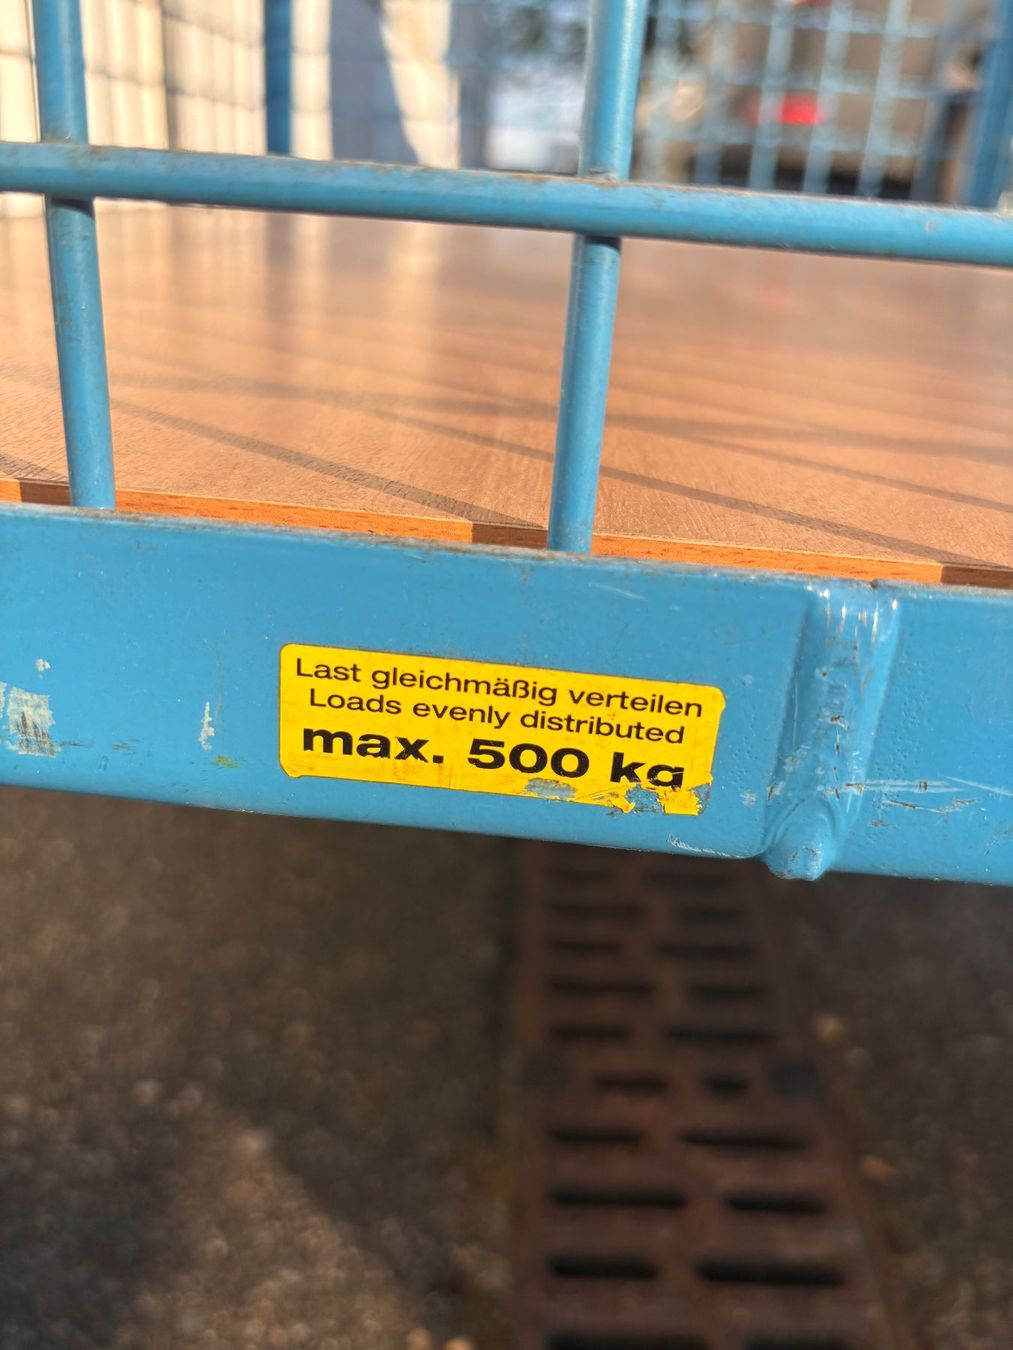 Last gleichmäßig verteilen
Loads evenly distributed
max. 500 kg